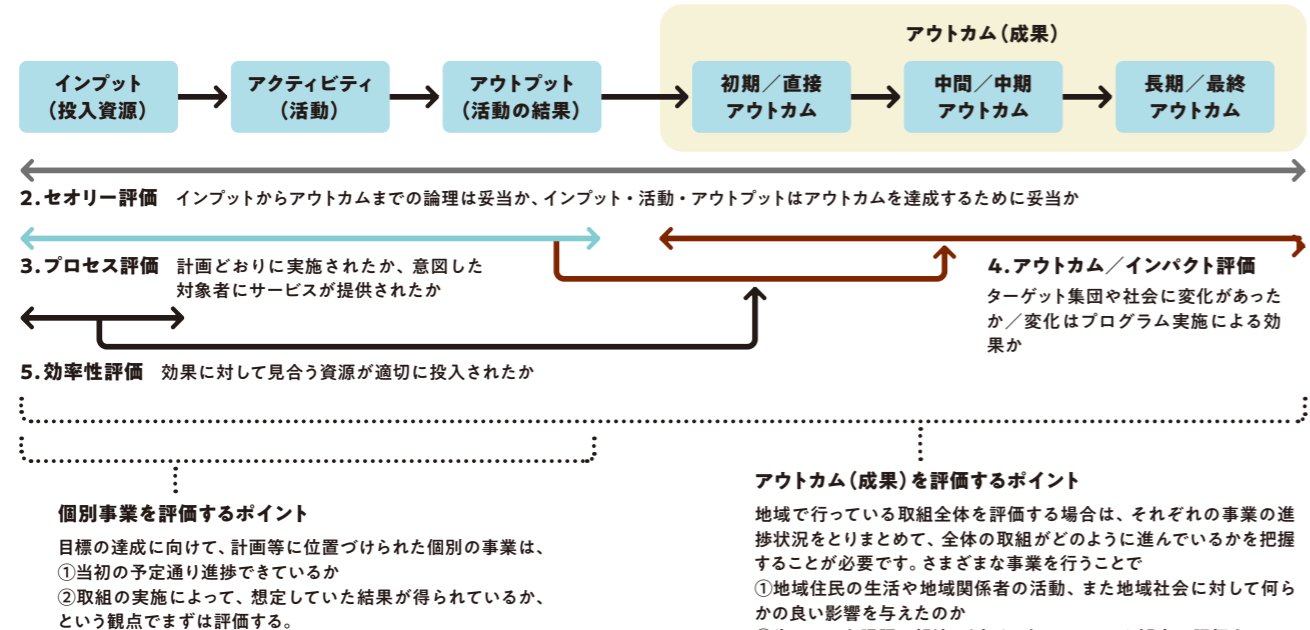 アウトカム(成果)
インプット
(投入資源)
アクティビティ
(活動)
アウトプット
(活動の結果)
初期/直接
アウトカム
中間/中期
アウトカム
長期/最終
アウトカム
2.セオリー評価 インプットからアウトカムまでの論理は妥当か、インプット・活動・アウトプットはアウトカムを達成するために妥当か
3.プロセス評価 計画どおりに実施されたか、意図した
対象者にサービスが提供されたか
4.アウトカム/インパクト評価
ターゲット集団や社会に変化があった
か/変化はプログラム実施による効
果か
5.効率性評価 効果に対して見合う資源が適切に投入されたか
個別事業を評価するポイント
目標の達成に向けて、計画等に位置づけられた個別の事業は、
①当初の予定通り進捗できているか
②取組の実施によって、想定していた結果が得られているか、
という観点でまずは評価する。
アウトカム(成果)を評価するポイント
地域で行っている取組全体を評価する場合は、それぞれの事業の進
捗状況をとりまとめて、全体の取組がどのように進んでいるかを把握
することが必要です。さまざまな事業を行うことで
①地域住民の生活や地域関係者の活動、また地域社会に対して何ら
かの良い影響を与えたのか